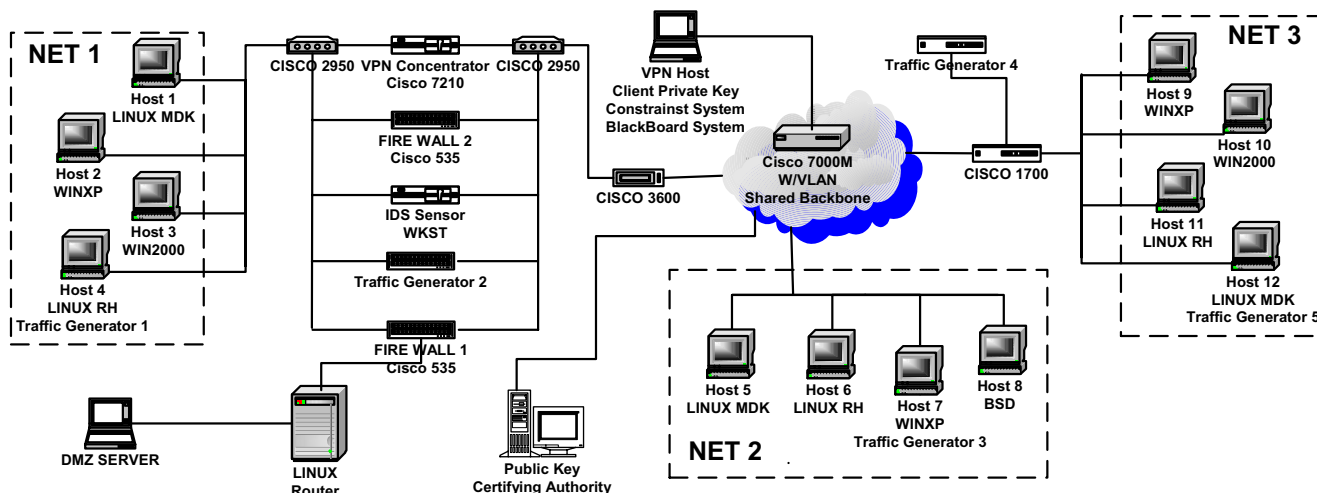 NET 1
Host 1
LINUX MDK
Host 2
WINXP
Host 3
WIN2000
Host 4
LINUX RH
Traffic Generator 1
CISCO 2950
VPN Concentrator
Cisco 7210
CISCO 2950
FIRE WALL 2
Cisco 535
IDS Sensor
WKST
Traffic Generator 2
FIRE WALL 1
Cisco 535
DMZ SERVER
LINUX
Router
Public Key
Certifying Authority
CISCO 3600
VPN Host
Client Private Key
Constrainst System
BlackBoard System
Cisco 7000M
W/VLAN
Shared Backbone
Traffic Generator 4
CISCO 1700
NET 2
Host 5
LINUX MDK
Host 6
LINUX RH
Host 7
WINXP
Traffic Generator 3
Host 8
BSD
NET 3
Host 9
WINXP
Host 10
WIN2000
Host 11
LINUX RH
Host 12
LINUX MDK
Traffic Generator 5